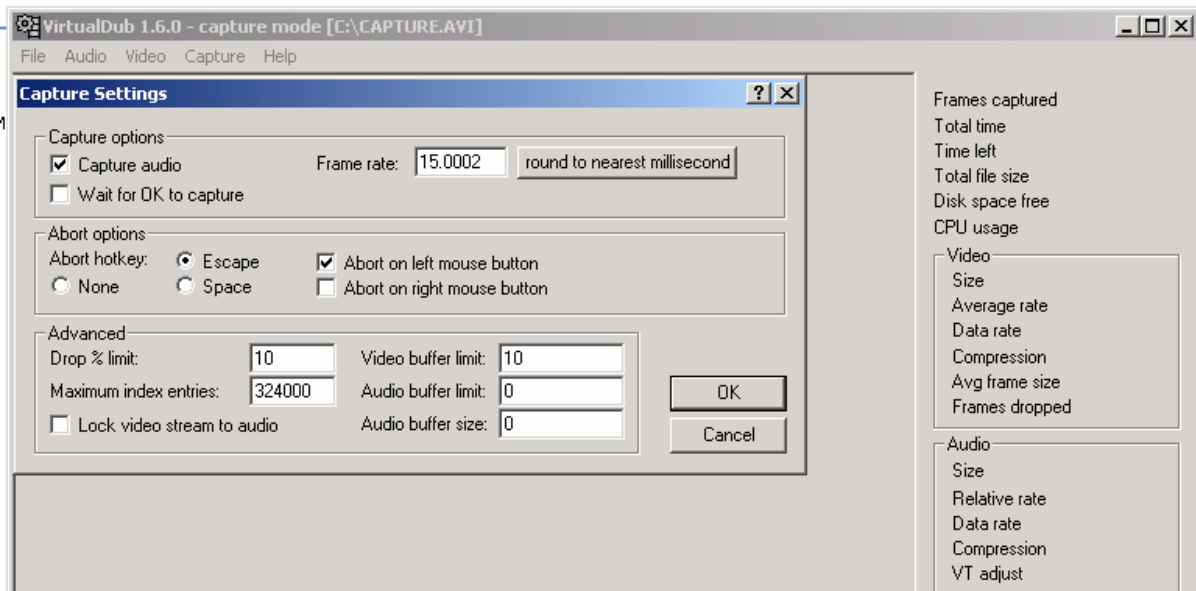 VirtualDub 1.6.0 - capture mode [C:\CAPTURE.AVI]
File Audio Video Capture Help
Capture Settings
Capture options
Capture audio
Frame rate: 15.0002 round to nearest millisecond
Wait for OK to capture
Abort options
Abort hotkey: Escape Abort on left mouse button
None Space Abort on right mouse button
Advanced
Drop % limit: 10 Video buffer limit: 10
Maximum index entries: 324000 Audio buffer limit: 0
Lock video stream to audio Audio buffer size: 0
OK
Cancel
Frames captured
Total time
Time left
Total file size
Disk space free
CPU usage
Video
Size
Average rate
Data rate
Compression
Avg frame size
Frames dropped
Audio
Size
Relative rate
Data rate
Compression
VT adjust